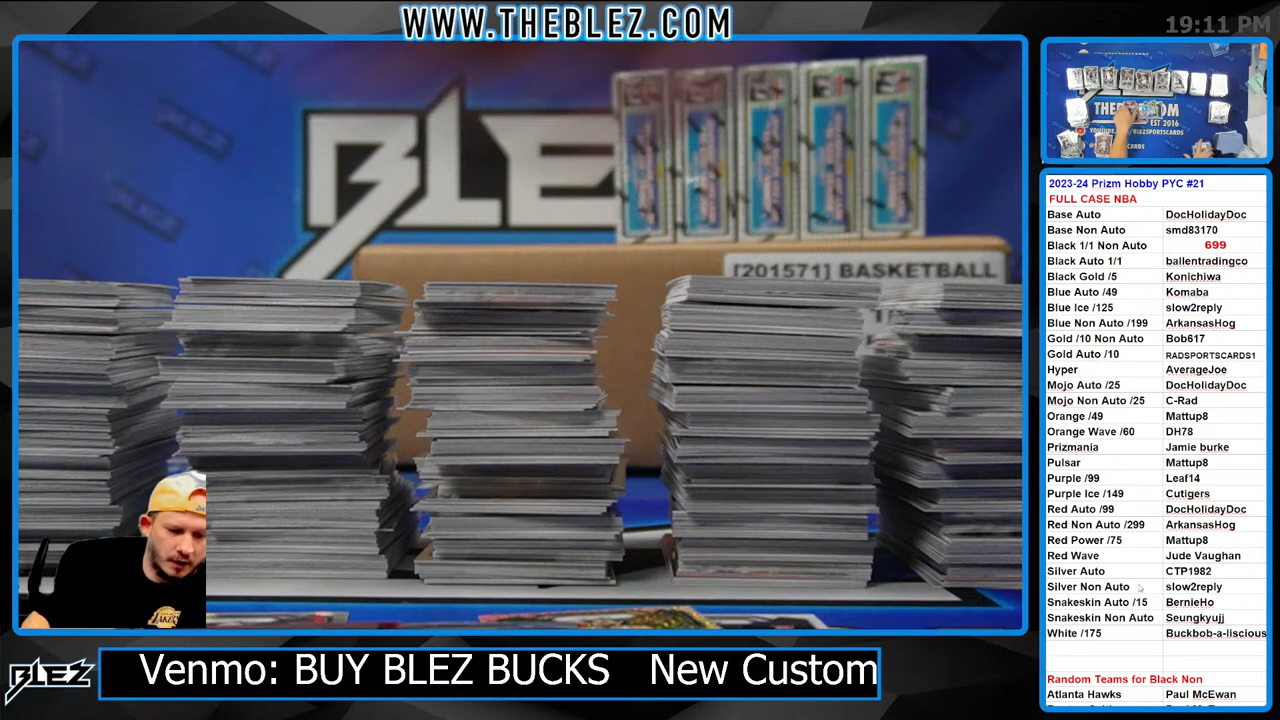 WWW.THEBLEZ.COM
19:11 PM
BLEZ
[201571] BASKETBALL
EST 2016
2023-24 Prizm Hobby PYC #21
FULL CASE NBA
Base Auto DocHolidayDoc
Base Non Auto smd83170
Black 1/1 Non Auto 699
Black Auto 1/1 ballentradingco
Black Gold /5 Konichiwa
Blue Auto /49 Komaba
Blue Ice /125 slow2reply
Blue Non Auto /199 ArkansasHog
Gold /10 Non Auto Bob617
Gold Auto /10 RADSPORTSCARDS1
Hyper AverageJoe
Mojo Auto /25 DocHolidayDoc
Mojo Non Auto /25 C-Rad
Orange /49 Mattup8
Orange Wave /60 DH78
Prizmania Jamie burke
Pulsar Mattup8
Purple /99 Leaf14
Purple Ice /149 Cutigers
Red Auto /99 DocHolidayDoc
Red Non Auto /299 ArkansasHog
Red Power /75 Mattup8
Red Wave Jude Vaughan
Silver Auto CTP1982
Silver Non Auto slow2reply
Snakeskin Auto /15 BernieHo
Snakeskin Non Auto Seungkyujj
White /175 Buckbob-a-liscious
Random Teams for Black Non
Atlanta Hawks Paul McEwan
LAKERS
BLEZ
Venmo: BUY BLEZ BUCKS New Custom